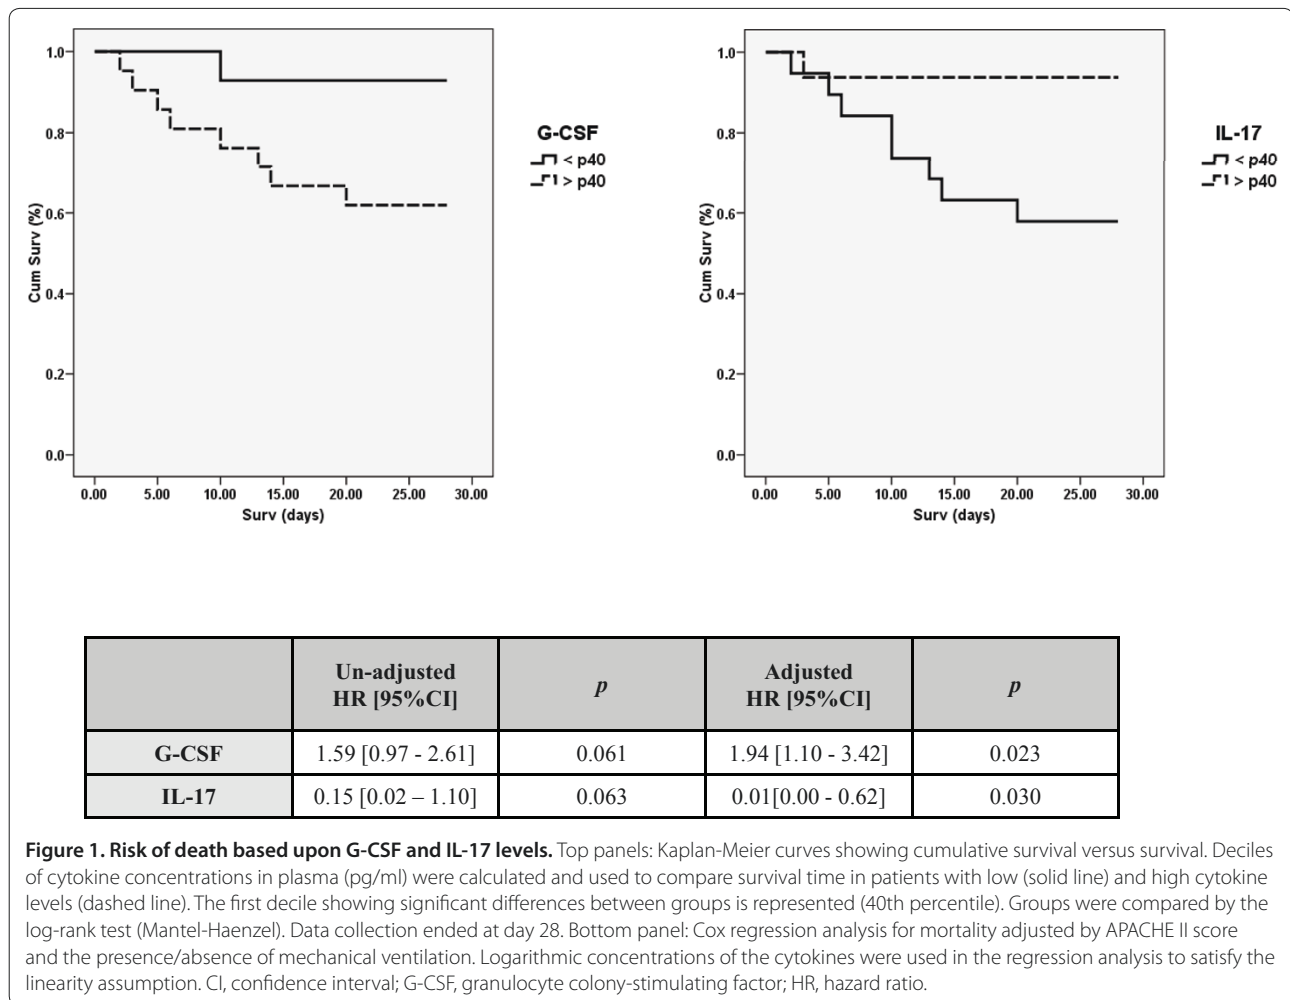 1.0
0.8
0.6
0.4
0.2
0.0
Cum Surv (%)
0.00 5.00 10.00 15.00 20.00 25.00 30.00
Surv (days)
G-CSF
< p40
> p40
1.0
0.8
0.6
0.4
0.2
0.0
Cum Surv (%)
0.00 5.00 10.00 15.00 20.00 25.00 30.00
Surv (days)
IL-17
< p40
> p40
Un-adjusted
HR [95%CI]
p
Adjusted
HR [95%CI]
p
G-CSF 1.59 [0.97 - 2.61] 0.061 1.94 [1.10 - 3.42] 0.023
IL-17 0.15 [0.02 – 1.10] 0.063 0.01[0.00 - 0.62] 0.030
Figure 1. Risk of death based upon G-CSF and IL-17 levels. Top panels: Kaplan-Meier curves showing cumulative survival versus survival. Deciles
of cytokine concentrations in plasma (pg/ml) were calculated and used to compare survival time in patients with low (solid line) and high cytokine
levels (dashed line). The first decile showing significant differences between groups is represented (40th percentile). Groups were compared by the
log-rank test (Mantel-Haenzel). Data collection ended at day 28. Bottom panel: Cox regression analysis for mortality adjusted by APACHE II score
and the presence/absence of mechanical ventilation. Logarithmic concentrations of the cytokines were used in the regression analysis to satisfy the
linearity assumption. CI, confidence interval; G-CSF, granulocyte colony-stimulating factor; HR, hazard ratio.